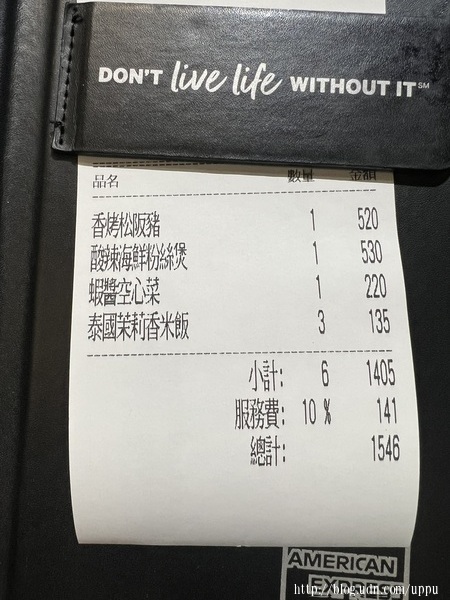 DON'T live life WITHOUT IT℠
品名 數量 金額
香烤松阪豬 1 520
酸辣海鮮粉絲煲 1 530
蝦醬空心菜 1 220
泰國茉莉香米飯 3 135
小計: 6 1405
服務費: 10 % 141
總計: 1546
AMERICAN
EXPRESS
http://blog.udn.com/uppu